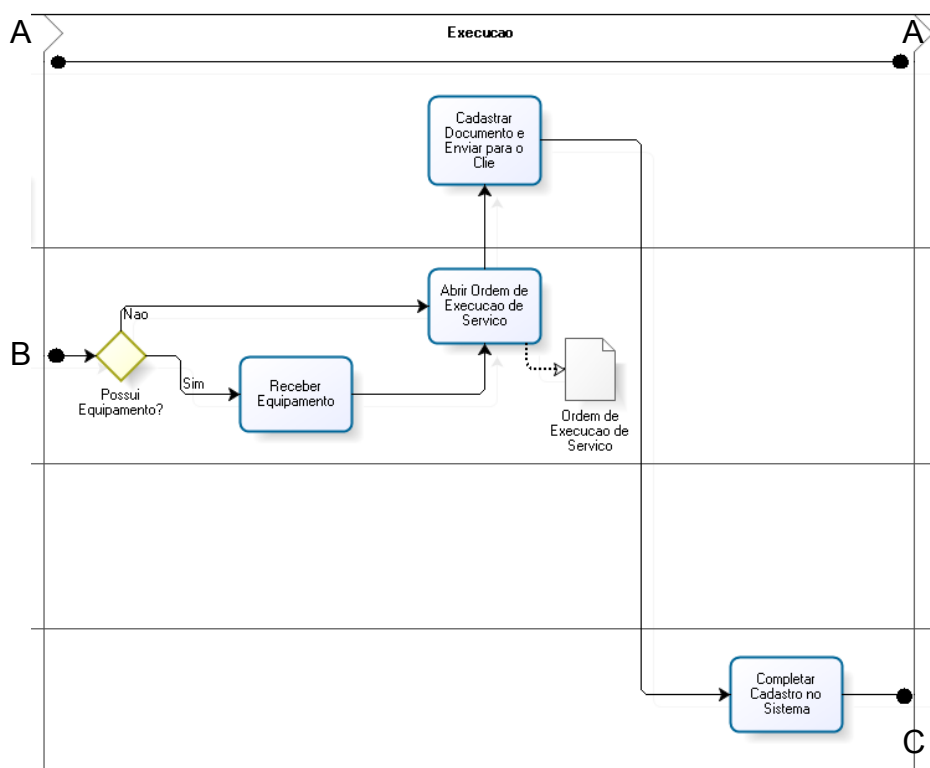 A
Execucao
A
Cadastrar
Documento e
Enviar para o
Clie
Nao
Abrir Ordem de
Execucao de
Servico
B
Possui
Equipamento?
Sim
Receber
Equipamento
Ordem de
Execucao de
Servico
Completar
Cadastro no
Sistema
C